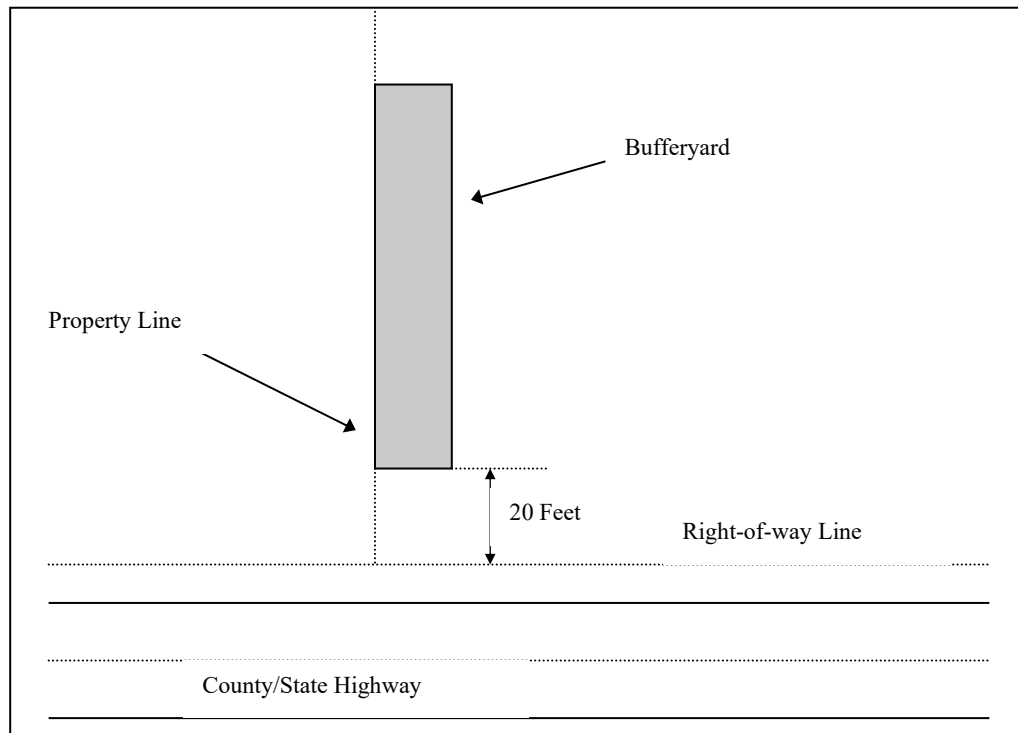 Bufferyard
Property Line
20 Feet
Right-of-way Line
County/State Highway